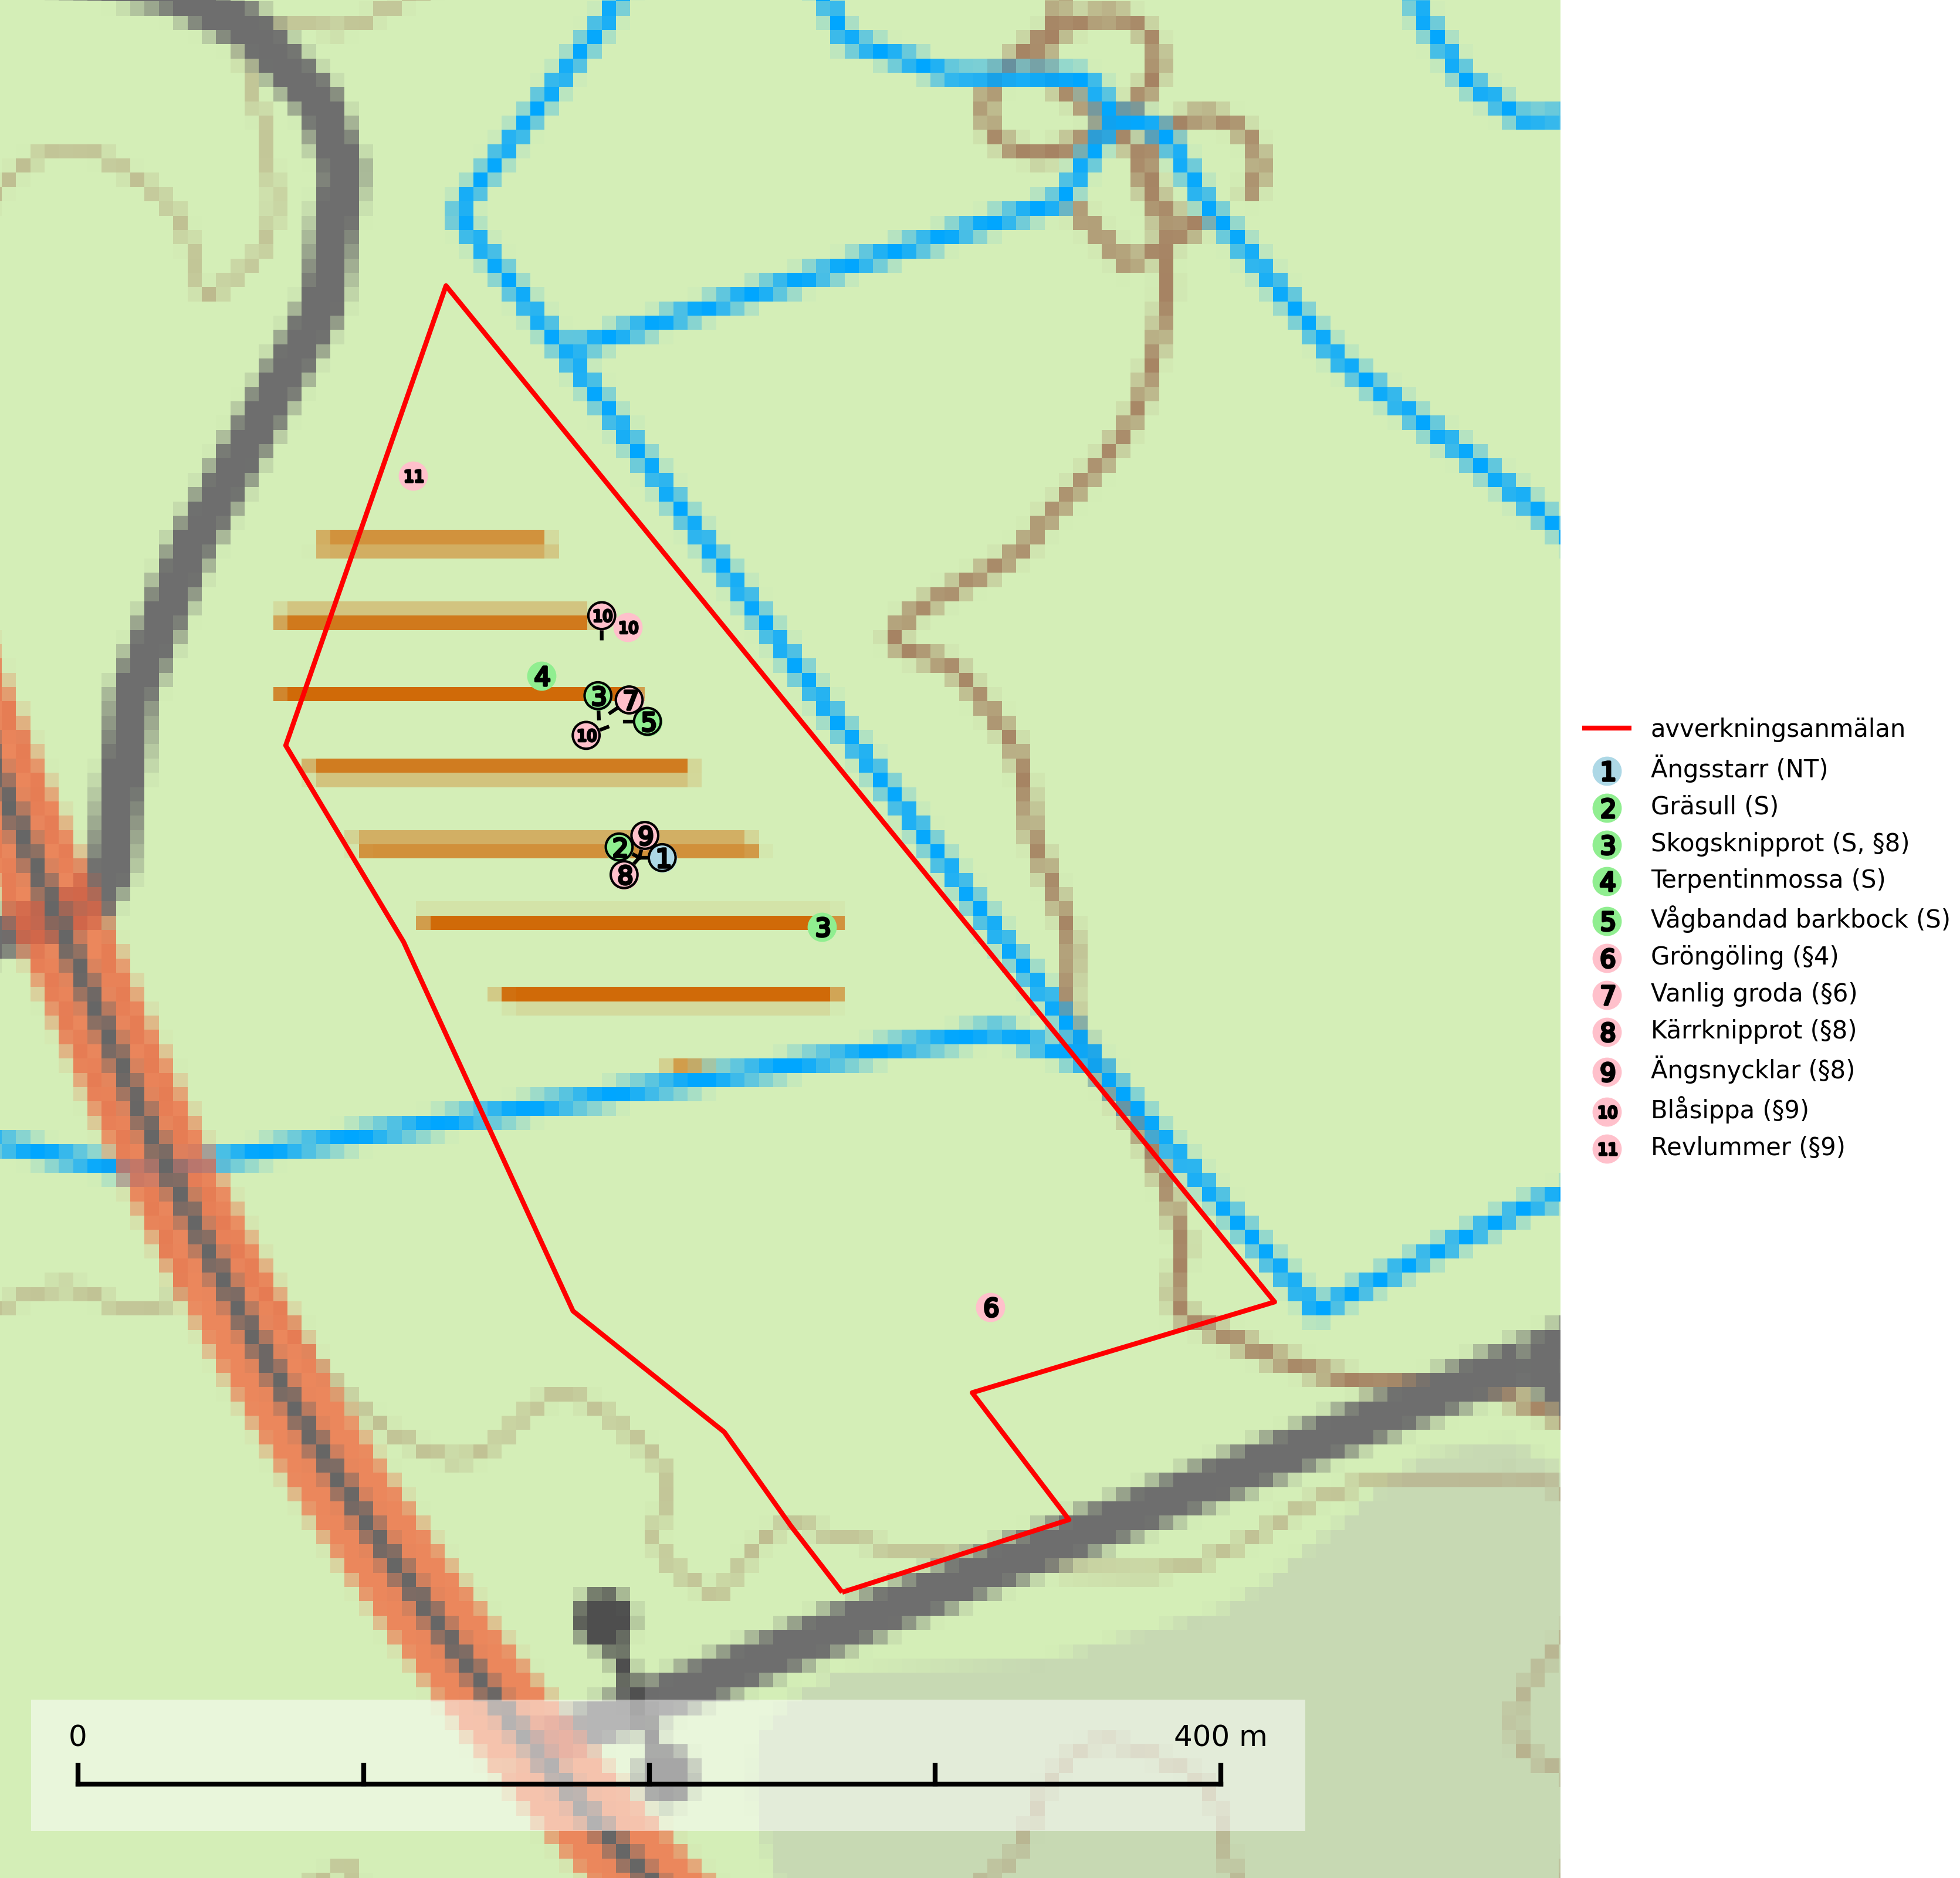 11
10
10
4
3
7
5
10
9
2
1
8
3
6
0
400 m
avverkningsanmälan
1 Ängsstarr (NT)
2 Gräsull (S)
3 Skogsknipprot (S, §8)
4 Terpentinmossa (S)
5 Vågbandad barkbock (S)
6 Gröngöling (§4)
7 Vanlig groda (§6)
8 Kärrknipprot (§8)
9 Ängsnycklar (§8)
10 Blåsippa (§9)
11 Revlummer (§9)